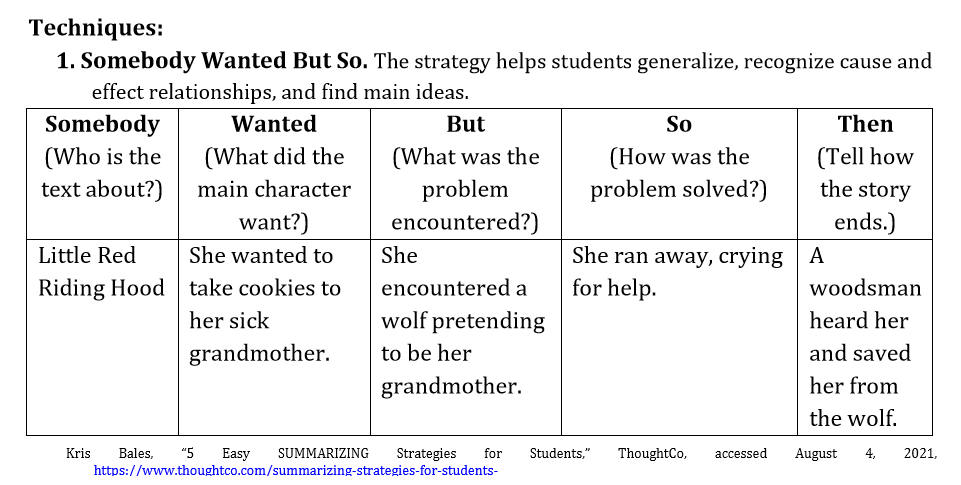 Techniques:
1. Somebody Wanted But So. The strategy helps students generalize, recognize cause and
effect relationships, and find main ideas.
Somebody
(Who is the
text about?)
Wanted
(What did the
main character
want?)
But
(What was the
problem
encountered?)
So
(How was the
problem solved?)
Then
(Tell how
the story
ends.)
Little Red
Riding Hood
She wanted to
take cookies to
her sick
grandmother.
She
encountered a
wolf pretending
to be her
grandmother.
She ran away, crying
for help.
A
woodsman
heard her
and saved
her from
the wolf.
Kris Bales, “5 Easy SUMMARIZING Strategies for Students,” ThoughtCo, accessed August 4, 2021,
https://www.thoughtco.com/summarizing-strategies-for-students-